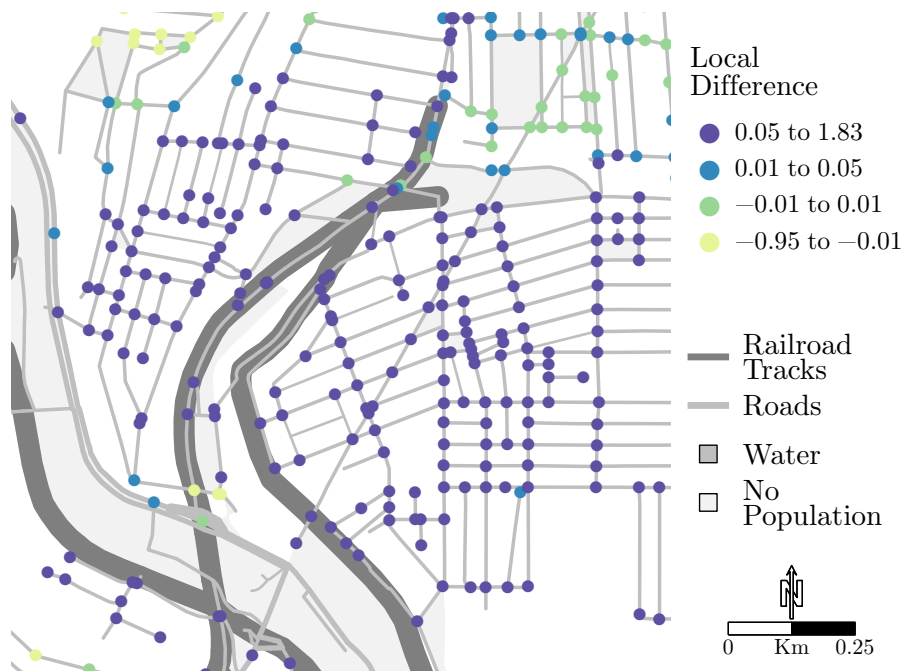 Local
Difference
0.05 to 1.83
0.01 to 0.05
−0.01 to 0.01
−0.95 to −0.01
Railroad
Tracks
Roads
Water
No
Population
N
0 Km 0.25